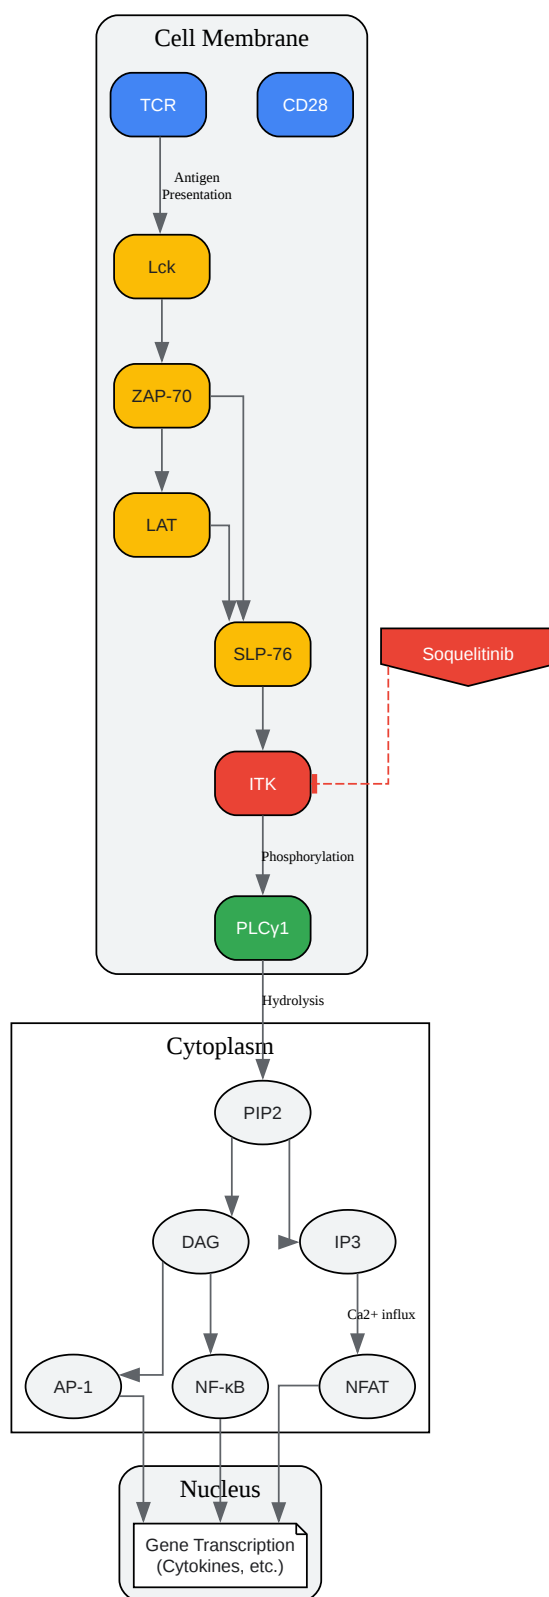 Cell Membrane
TCR
CD28
Antigen
Presentation
Lck
ZAP-70
LAT
SLP-76
Soquelitinib
ITK
Phosphorylation
PLCγ1
Hydrolysis
Cytoplasm
PIP2
DAG
IP3
Ca2+ influx
AP-1
NF-κB
NFAT
Nucleus
Gene Transcription
(Cytokines, etc.)